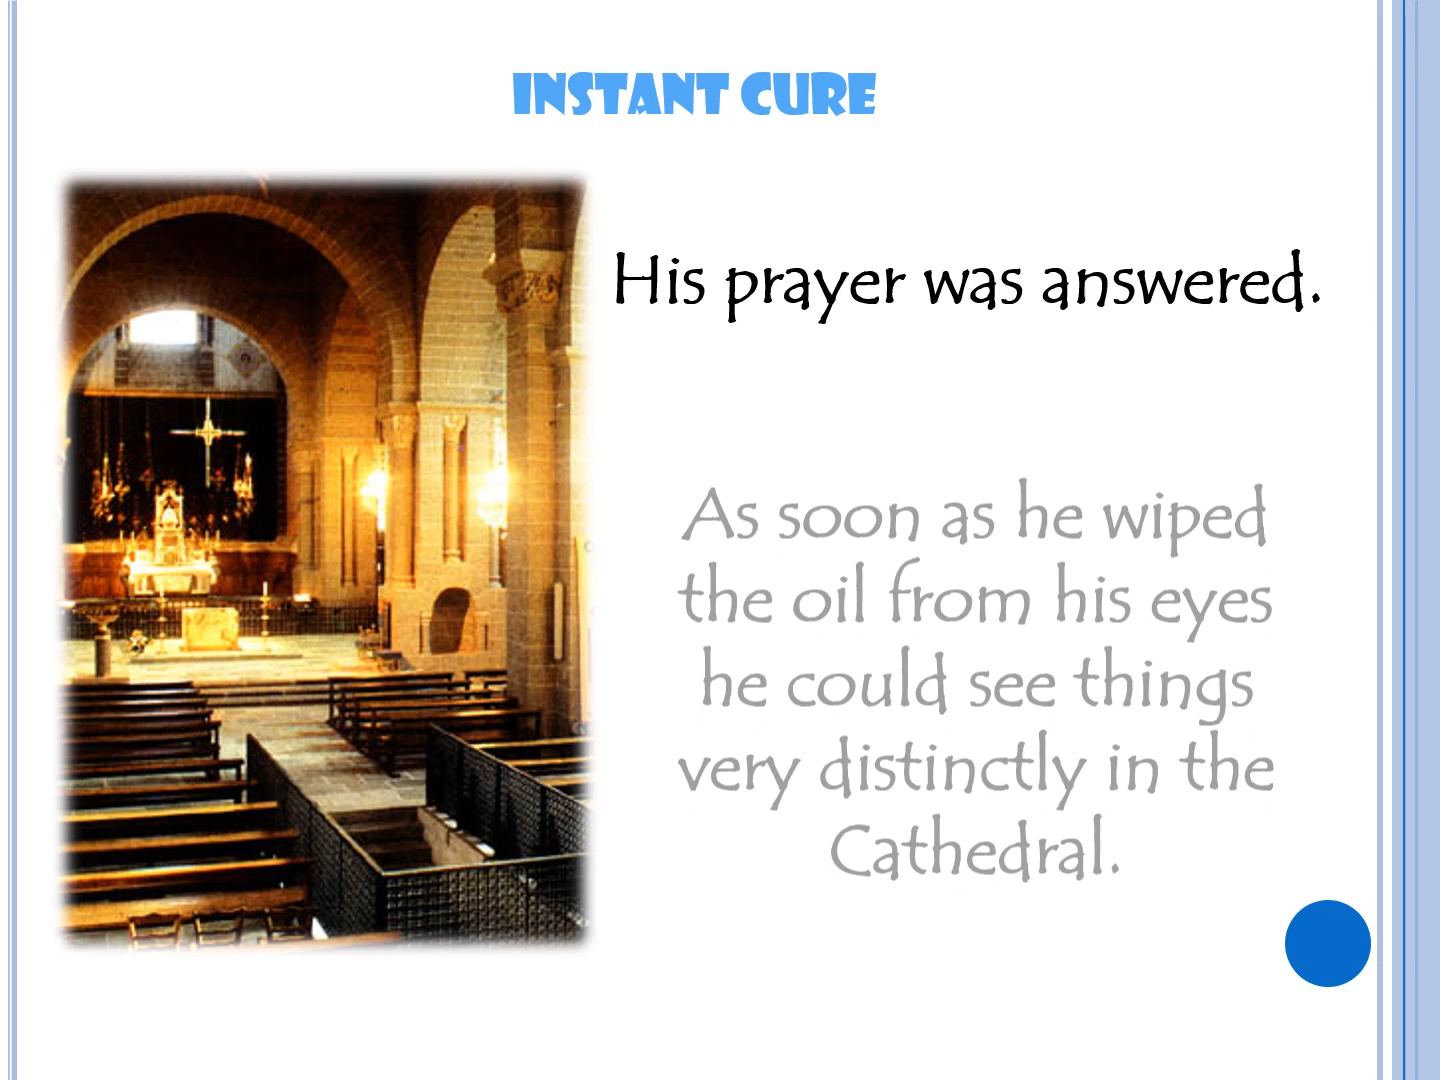 INSTANT CURE
His prayer was answered.
As soon as he wiped
the oil from his eyes
he could see things
very distinctly in the
Cathedral.